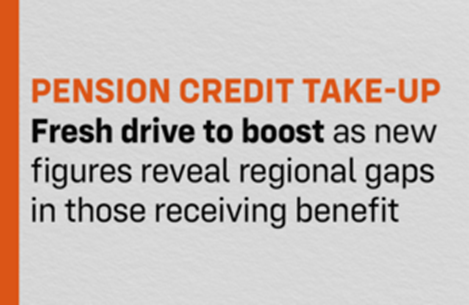 PENSION CREDIT TAKE-UP
Fresh drive to boost as new
figures reveal regional gaps
in those receiving benefit